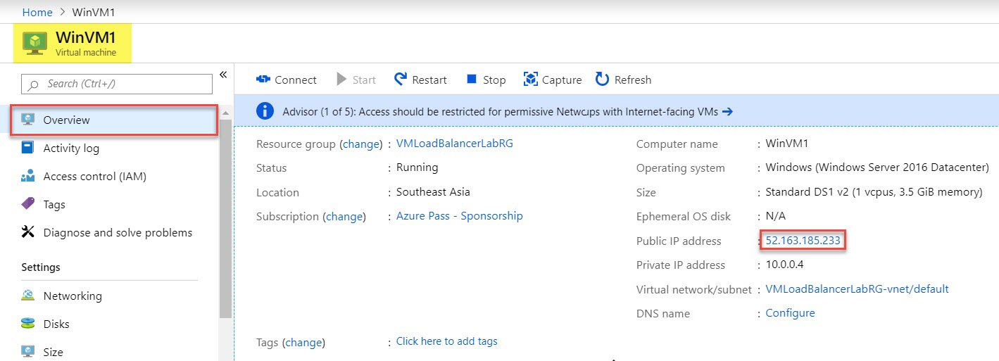 Home > WinVM1
WinVM1
Virtual machine
Search (Ctrl+/)
«
Overview
Activity log
Access control (IAM)
Tags
Diagnose and solve problems
Settings
Networking
Disks
Size
Connect Start Restart Stop Capture Refresh
Advisor (1 of 5): Access should be restricted for permissive with Internet-facing VMs →
Resource group (change) : VMLoadBalancerLabRG
Status : Running
Location : Southeast Asia
Subscription (change) : Azure Pass - Sponsorship
Computer name : WinVM1
Operating system : Windows (Windows Server 2016 Datacenter)
Size : Standard DS1 v2 (1 vcpus, 3.5 GiB memory)
Ephemeral OS disk : N/A
Public IP address : 52.163.185.233
Private IP address : 10.0.0.4
Virtual network/subnet : VMLoadBalancerLabRG-vnet/default
DNS name : Configure
Tags (change) : Click here to add tags